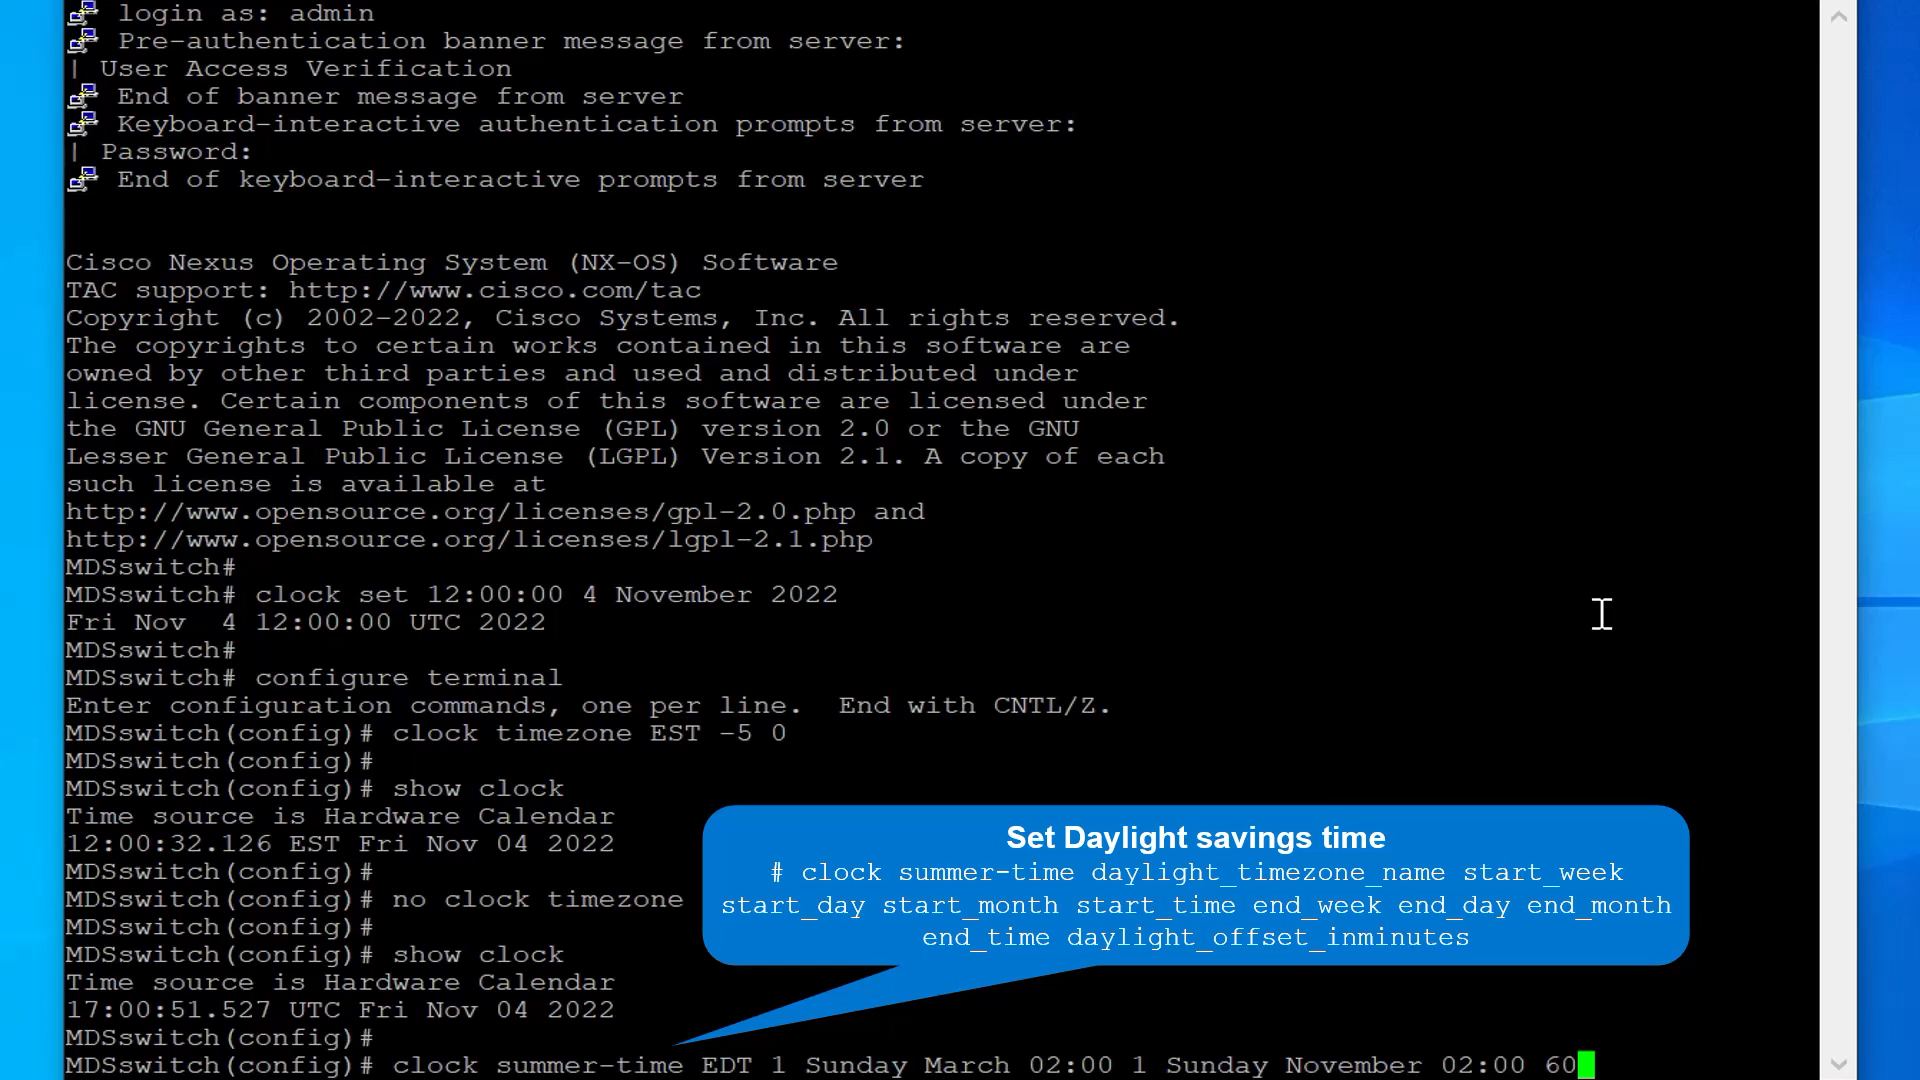 login as: admin
Pre-authentication banner message from server:
| User Access Verification
End of banner message from server
Keyboard-interactive authentication prompts from server:
| Password:
End of keyboard-interactive prompts from server
Cisco Nexus Operating System (NX-OS) Software
TAC support: http://www.cisco.com/tac
Copyright (c) 2002-2022, Cisco Systems, Inc. All rights reserved.
The copyrights to certain works contained in this software are
owned by other third parties and used and distributed under
license. Certain components of this software are licensed under
the GNU General Public License (GPL) version 2.0 or the GNU
Lesser General Public License (LGPL) Version 2.1. A copy of each
such license is available at
http://www.opensource.org/licenses/gpl-2.0.php and
http://www.opensource.org/licenses/lgpl-2.1.php
MDSswitch#
MDSswitch# clock set 12:00:00 4 November 2022
Fri Nov  4 12:00:00 UTC 2022
MDSswitch#
MDSswitch# configure terminal
Enter configuration commands, one per line.  End with CNTL/Z.
MDSswitch(config)# clock timezone EST -5 0
MDSswitch(config)#
MDSswitch(config)# show clock
Time source is Hardware Calendar
12:00:32.126 EST Fri Nov 04 2022
MDSswitch(config)#
MDSswitch(config)# no clock timezone
MDSswitch(config)#
MDSswitch(config)# show clock
Time source is Hardware Calendar
17:00:51.527 UTC Fri Nov 04 2022
MDSswitch(config)#
MDSswitch(config)# clock summer-time EDT 1 Sunday March 02:00 1 Sunday November 02:00 60
Set Daylight savings time
# clock summer-time daylight_timezone_name start_week
start_day start_month start_time end_week end_day end_month
end_time daylight_offset_inminutes